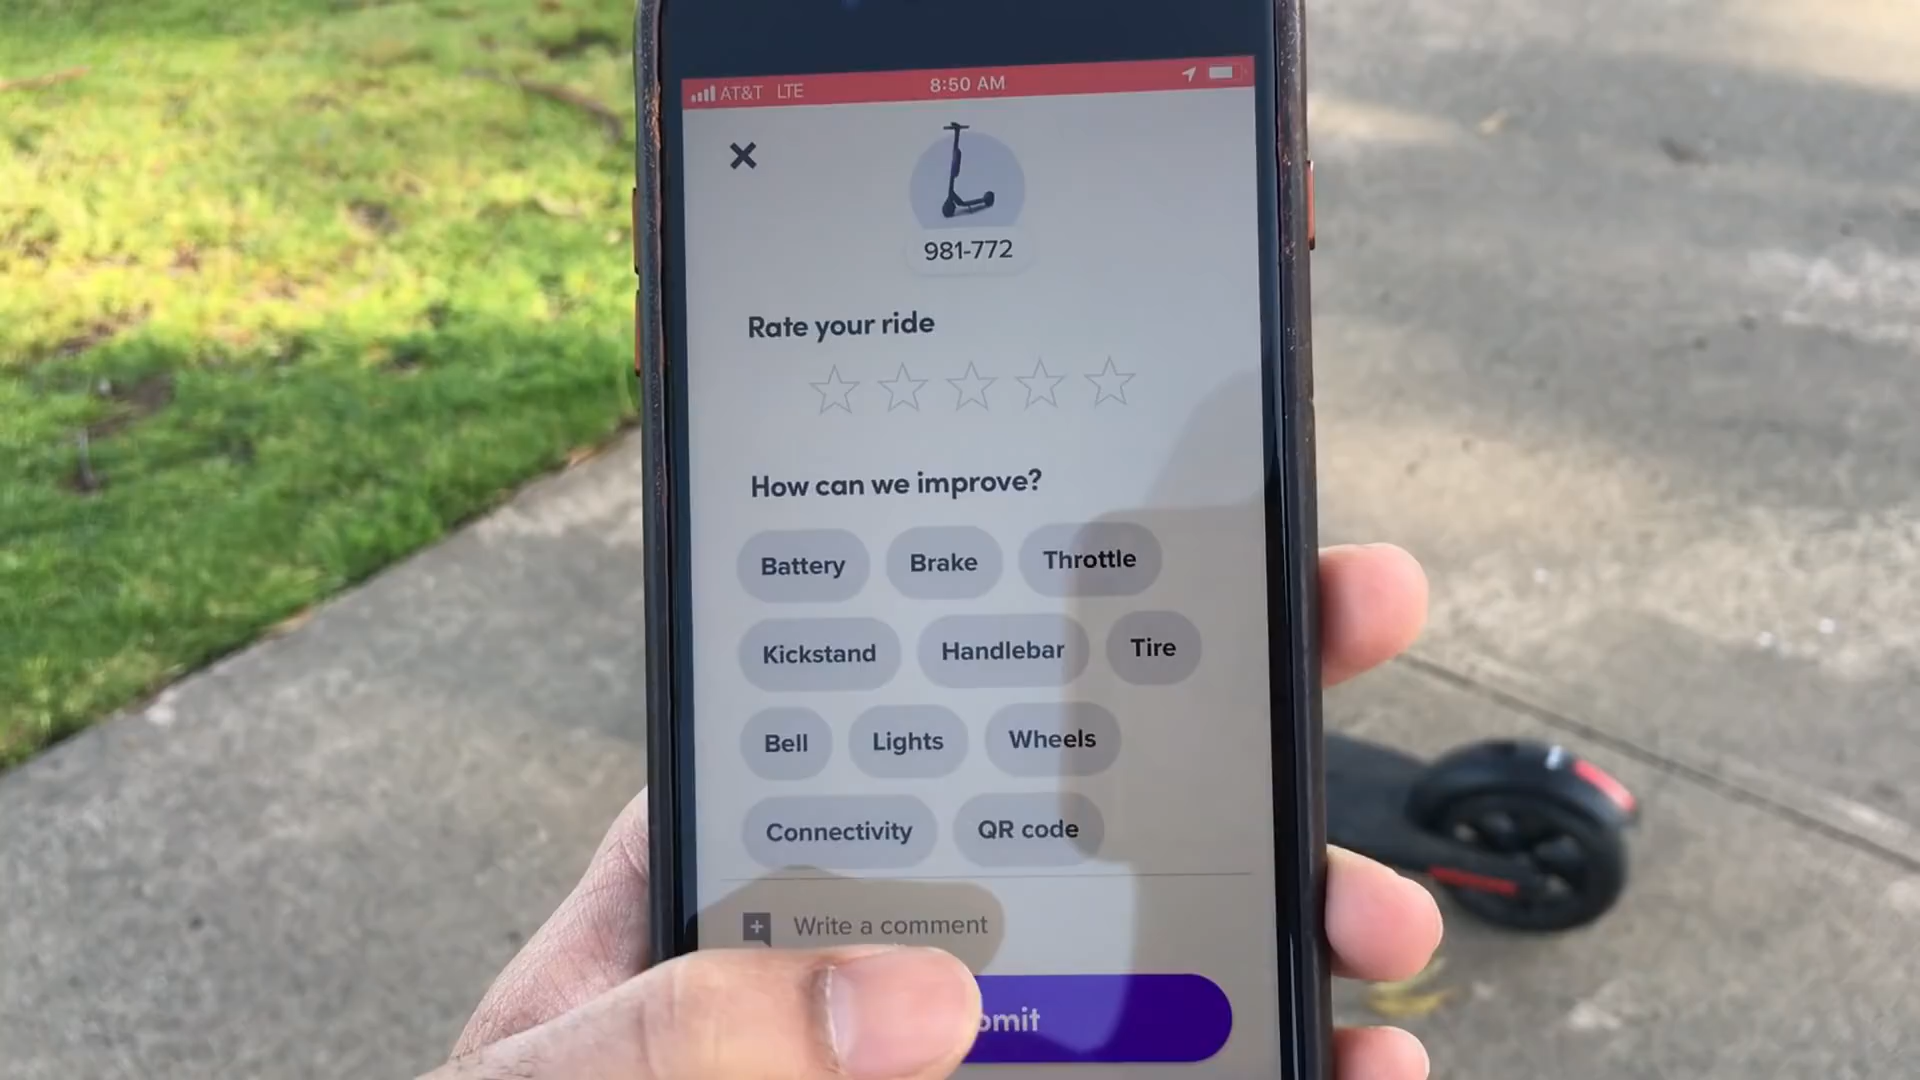 AT&T LTE 8:50 AM
981-772
Rate your ride
How can we improve?
Battery Brake Throttle
Kickstand Handlebar Tire
Bell Lights Wheels
Connectivity QR code
Write a comment